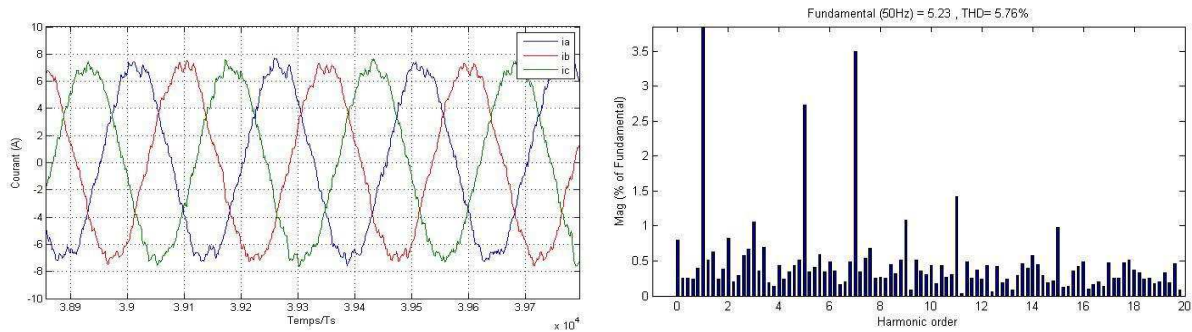 10
8
6
4
2
0
-2
-4
-6
-8
-10
Courant (A)
ia
ib
ic
3.89 3.9 3.91 3.92 3.93 3.94 3.95 3.96 3.97
Temps/Ts
x 10⁴
Fundamental (50Hz) = 5.23 , THD= 5.76%
3.5
3
2.5
2
1.5
1
0.5
0
Mag (% of Fundamental)
0 2 4 6 8 10 12 14 16 18 20
Harmonic order